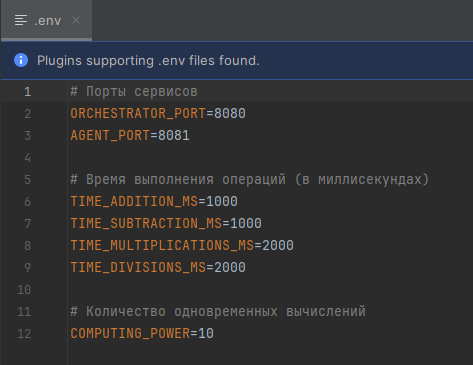 .env
Plugins supporting .env files found.
1 # Порты сервисов
2 ORCHESTRATOR_PORT=8080
3 AGENT_PORT=8081
4
5 # Время выполнения операций (в миллисекундах)
6 TIME_ADDITION_MS=1000
7 TIME_SUBTRACTION_MS=1000
8 TIME_MULTIPLICATIONS_MS=2000
9 TIME_DIVISIONS_MS=2000
10
11 # Количество одновременных вычислений
12 COMPUTING_POWER=10